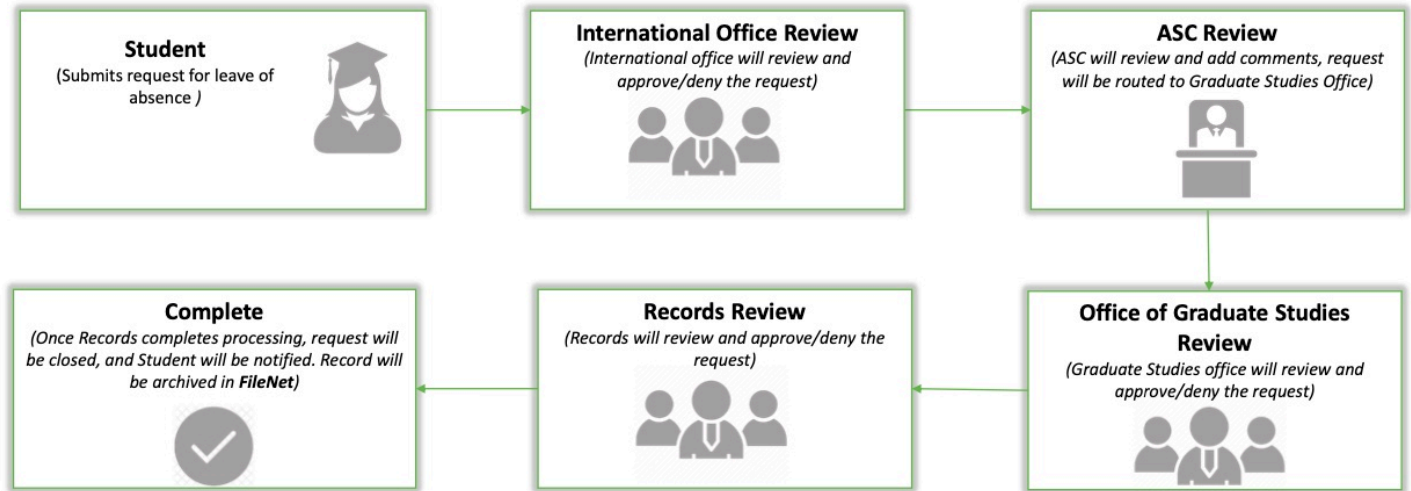 Student
(Submits request for leave of
absence )
International Office Review
(International office will review and
approve/deny the request)
ASC Review
(ASC will review and add comments, request
will be routed to Graduate Studies Office)
Office of Graduate Studies
Review
(Graduate Studies office will review and
approve/deny the request)
Records Review
(Records will review and approve/deny the
request)
Complete
(Once Records completes processing, request will
be closed, and Student will be notified. Record will
be archived in FileNet)